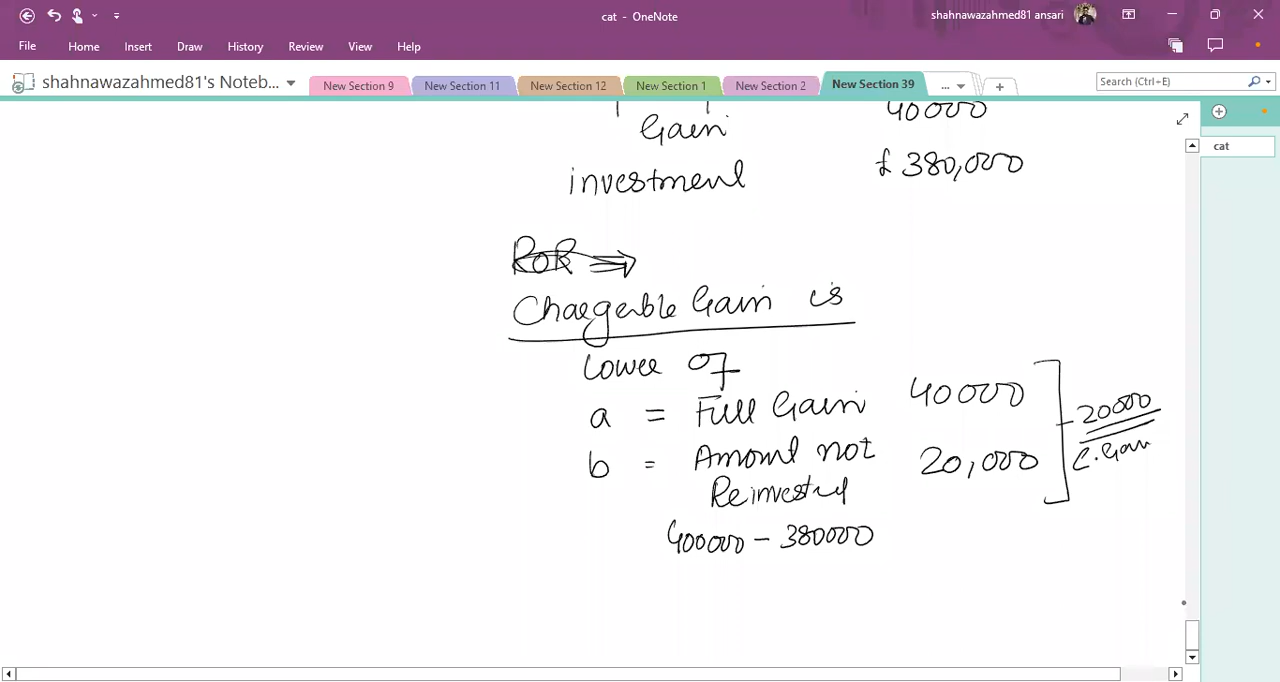 cat - OneNote
shahnawazahmed81 ansari
File Home Insert Draw History Review View Help
shahnawazahmed81's Noteb...
New Section 9
New Section 11
New Section 12
New Section 1
New Section 2
New Section 39
...
Search (Ctrl+E)
cat
40000
Gain
investment £380,000
RoR ⇒
Chargeable Gain is
Lower of
a = Full Gain 40000
b = Amount not 20,000
Reinvested
400000 - 380000
20000
C. Gain